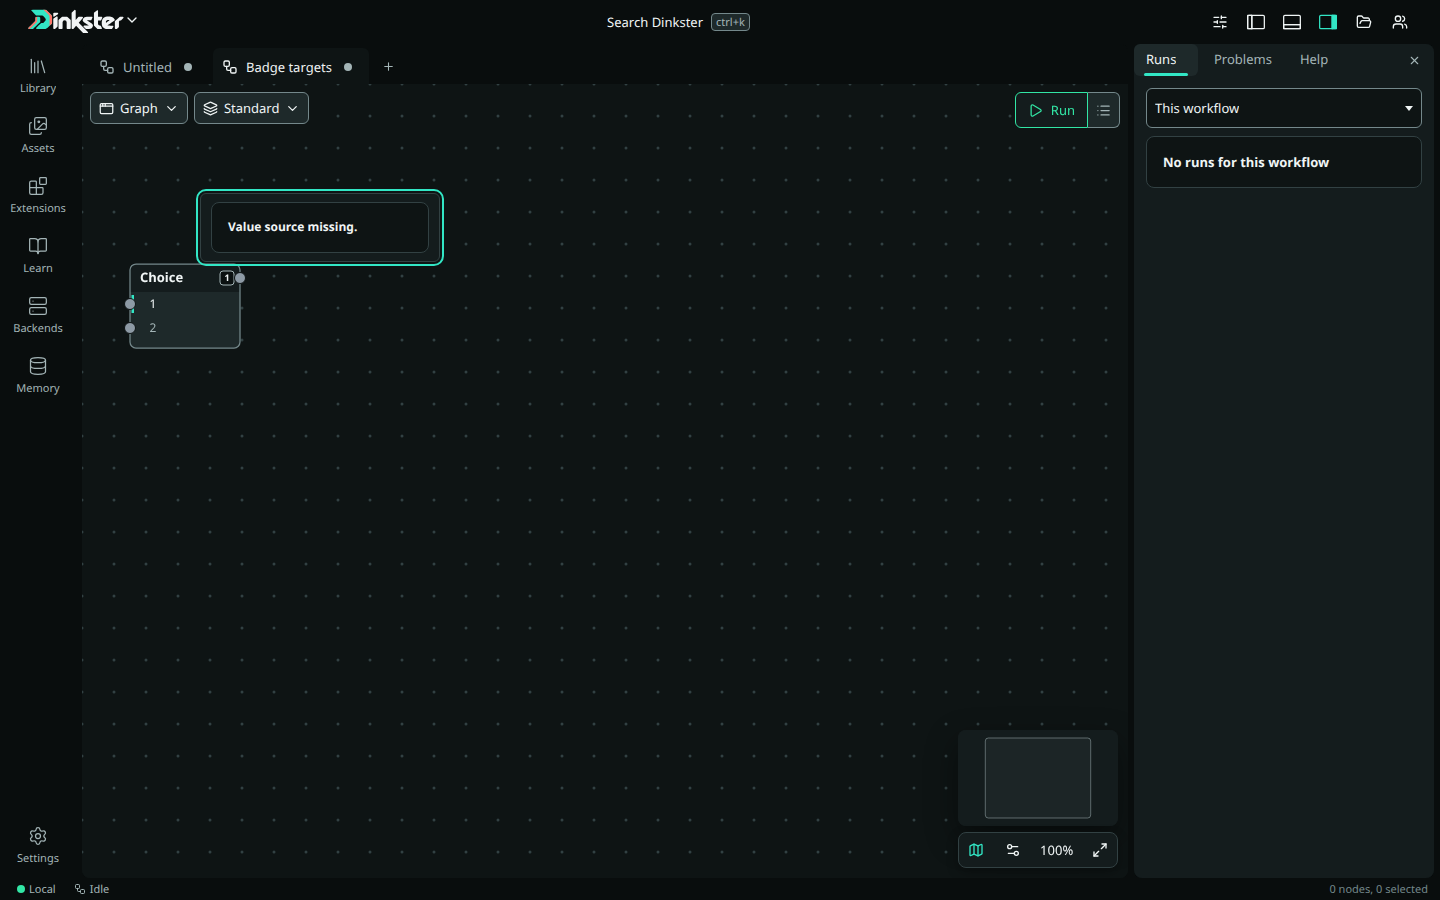 Dinkster
Search Dinkster ctrl+k
Library
Assets
Extensions
Learn
Backends
Memory
Settings
Untitled
Badge targets
Graph
Standard
Run
Value source missing.
Choice 1
1
2
100%
Runs Problems Help
This workflow
No runs for this workflow
Local Idle
0 nodes, 0 selected